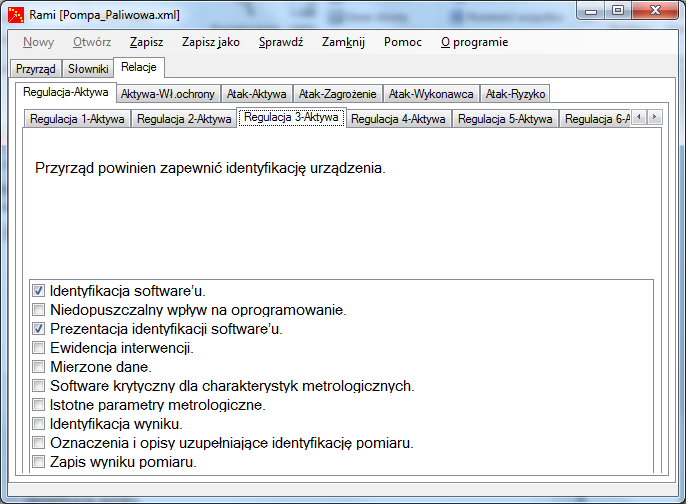 Rami [Pompa_Paliwowa.xml]
Nowy Otwórz Zapisz Zapisz jako Sprawdź Zamknij Pomoc O programie
Przyrząd Słowniki Relacje
Regulacja-Aktywa Aktywa-Wł.ochrony Atak-Aktywa Atak-Zagrożenie Atak-Wykonawca Atak-Ryzyko
Regulacja 1-Aktywa Regulacja 2-Aktywa Regulacja 3-Aktywa Regulacja 4-Aktywa Regulacja 5-Aktywa Regulacja 6-A
Przyrząd powinien zapewnić identyfikację urządzenia.
Identyfikacja software'u.
Niedopuszczalny wpływ na oprogramowanie.
Prezentacja identyfikacji software'u.
Ewidencja interwencji.
Mierzone dane.
Software krytyczny dla charakterystyk metrologicznych.
Istotne parametry metrologiczne.
Identyfikacja wyniku.
Oznaczenia i opisy uzupełniające identyfikację pomiaru.
Zapis wyniku pomiaru.